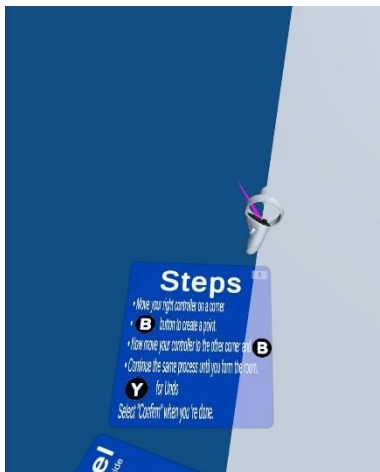 Steps
• Move your right controller on a corner.
• B button to create a point.
• Now move your controller to the other corner and B
• Continue the same process until you form the room.
Y for Undo
Select "Confirm" when you're done.
el
ide